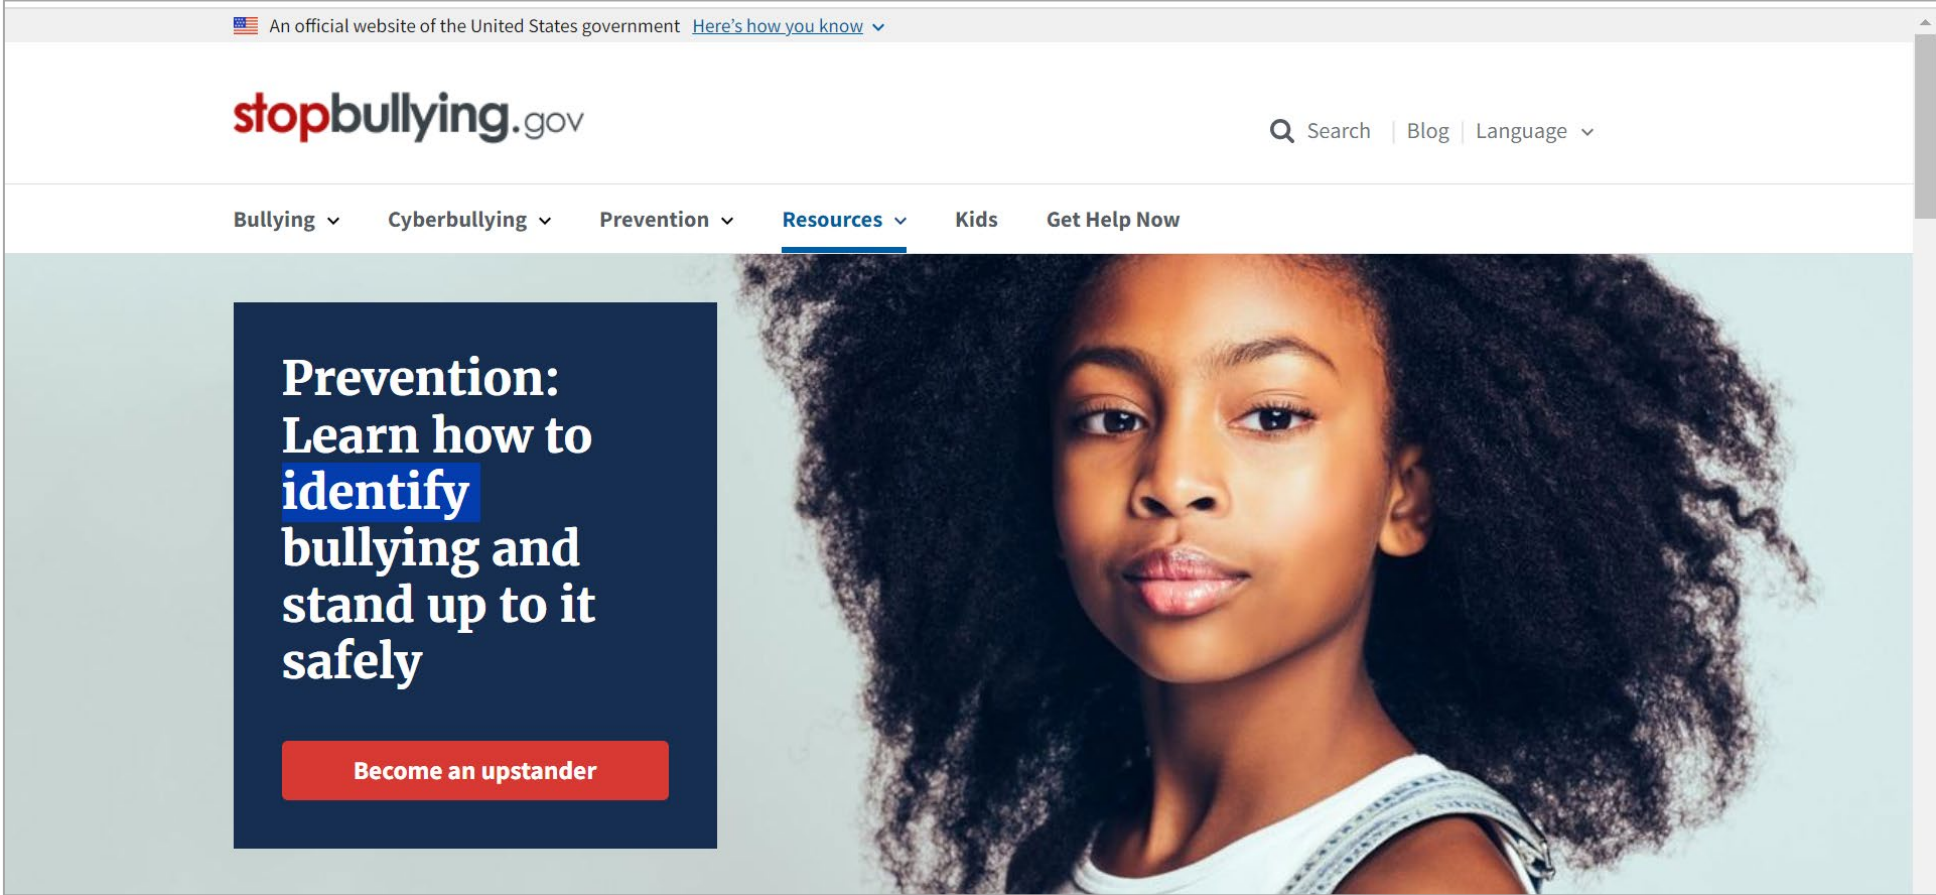 An official website of the United States government Here's how you know
stopbullying.gov
Search Blog Language
Bullying Cyberbullying Prevention Resources Kids Get Help Now
Prevention:
Learn how to
identify
bullying and
stand up to it
safely
Become an upstander